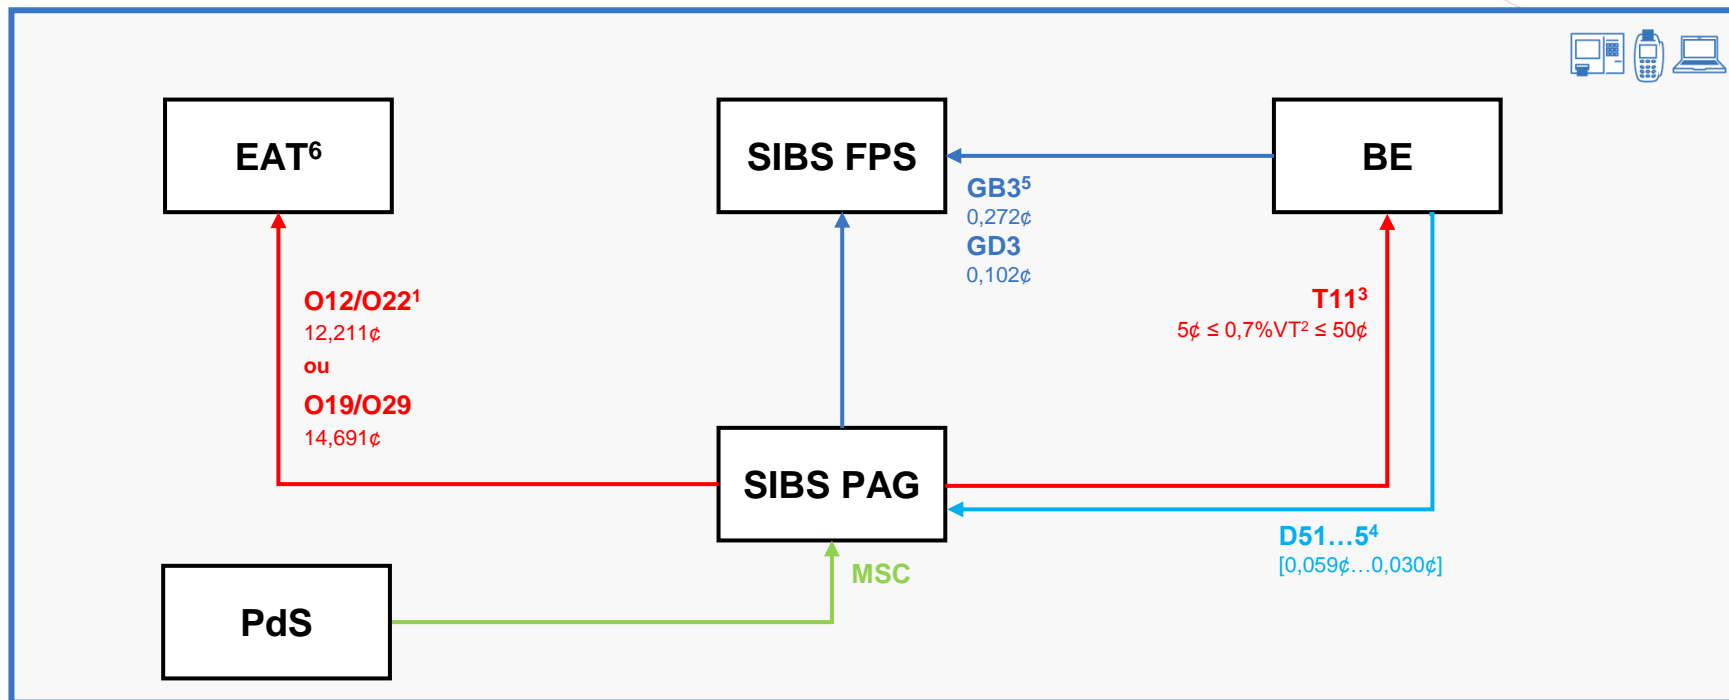 EAT⁶
SIBS FPS
BE
GB3⁵
0,272¢
GD3
0,102¢
O12/O22¹
12,211¢
ou
O19/O29
14,691¢
T11³
5¢ ≤ 0,7%VT² ≤ 50¢
SIBS PAG
D51…5⁴
[0,059¢…0,030¢]
MSC
PdS